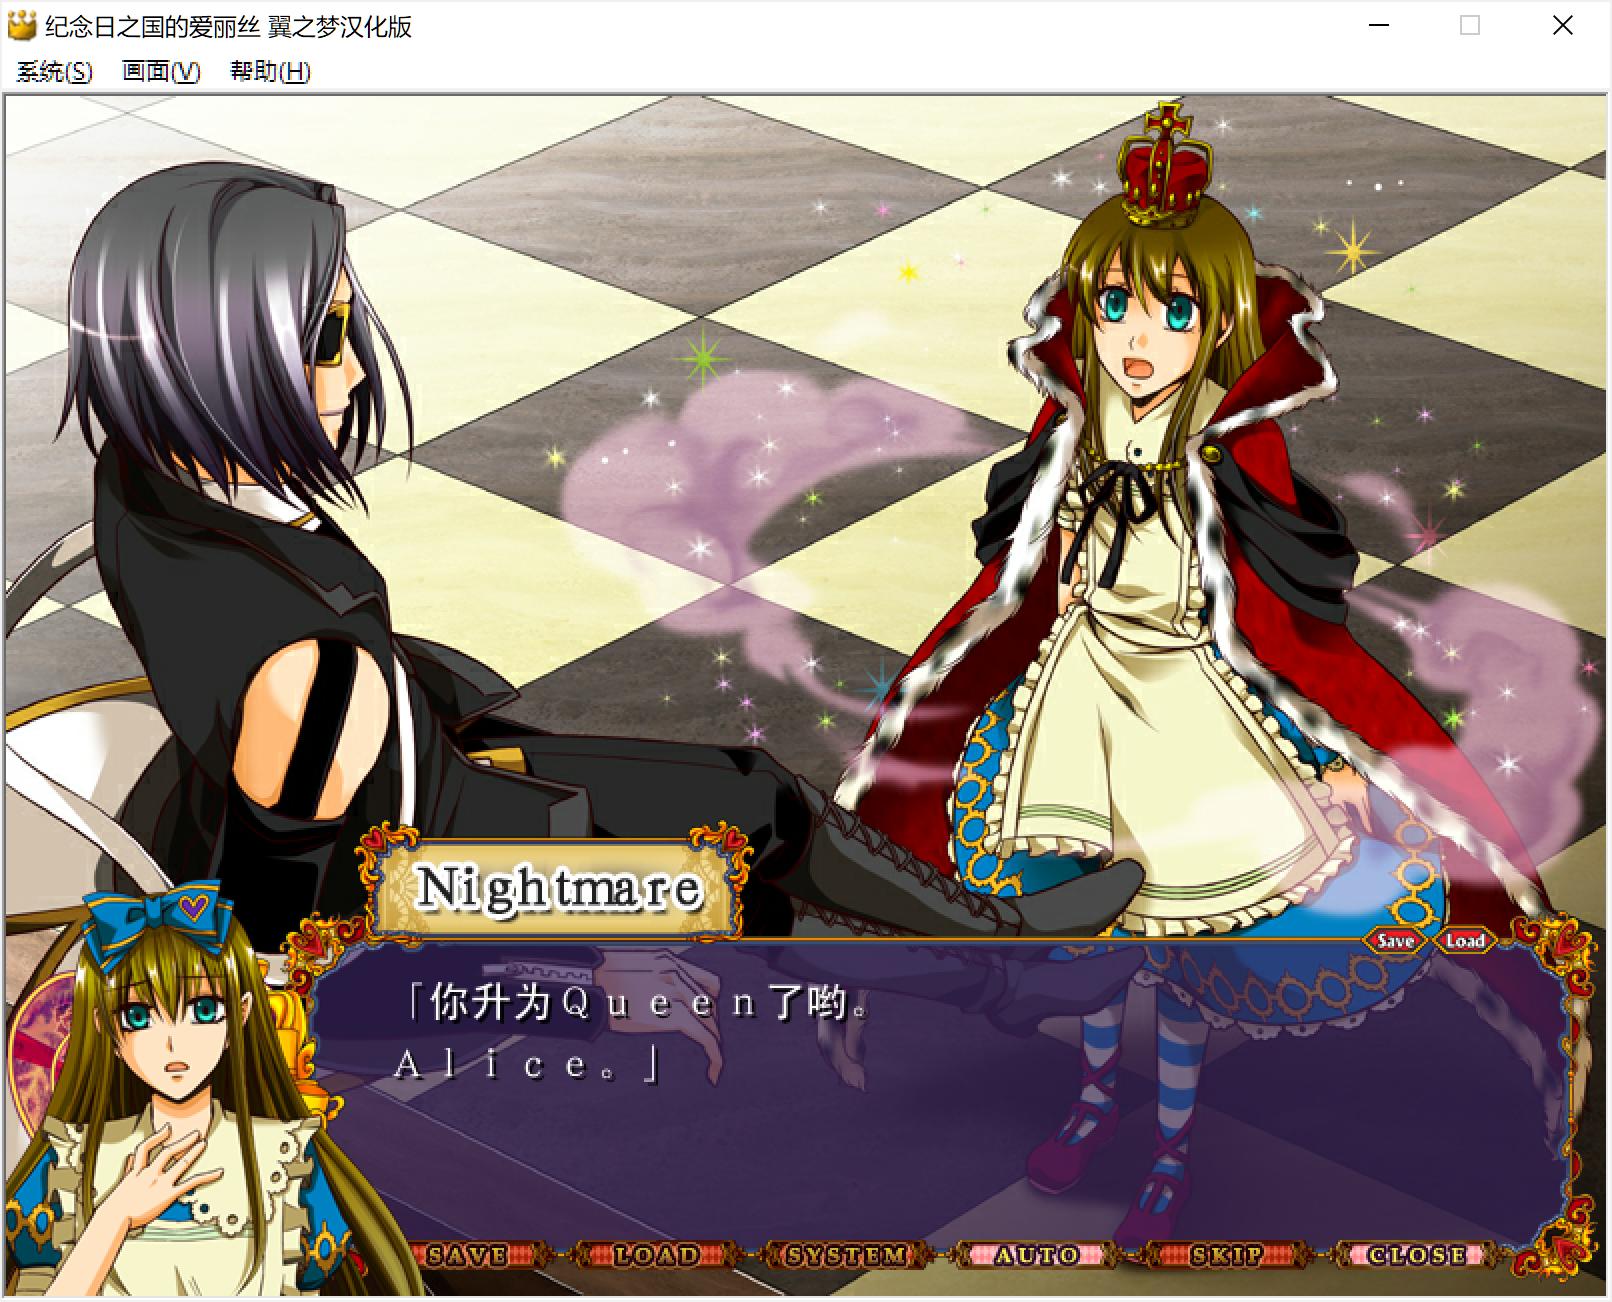 纪念日之国的爱丽丝 翼之梦汉化版
系统(S) 画面(V) 帮助(H)
Nightmare
Save Load
「你升为Ｑｕｅｅｎ了哟。
Ａｌｉｃｅ。」
SAVE LOAD SYSTEM AUTO SKIP CLOSE